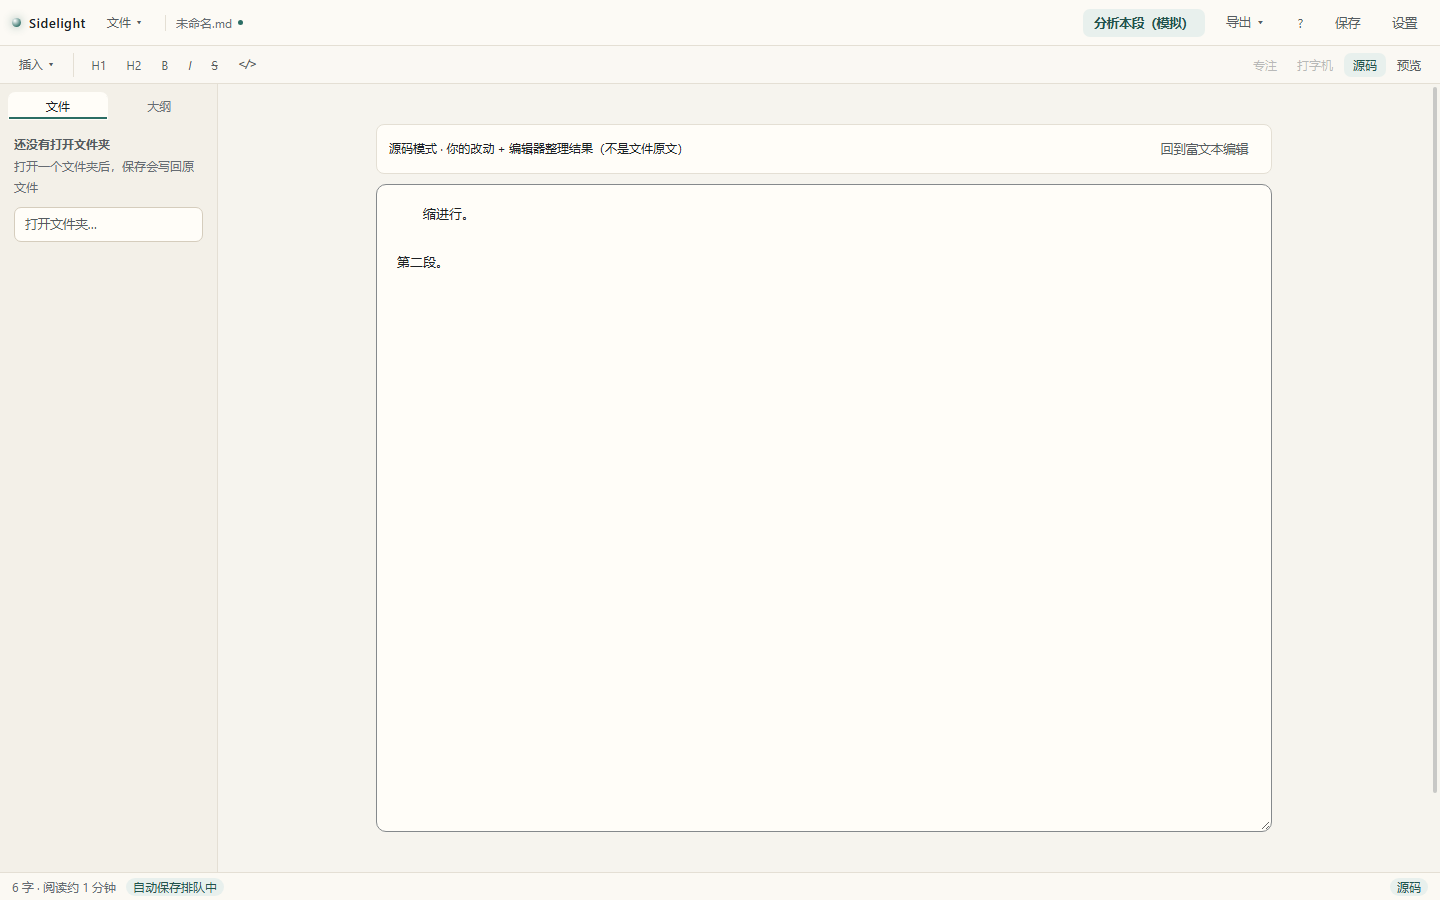 Sidelight 文件 未命名.md 分析本段（模拟） 导出 ? 保存 设置
插入 H1 H2 B I S </> 专注 打字机 源码 预览
文件 大纲
还没有打开文件夹
打开一个文件夹后，保存会写回原
文件
打开文件夹...
源码模式 · 你的改动 + 编辑器整理结果（不是文件原文） 回到富文本编辑
缩进行。
第二段。
6 字 · 阅读约 1 分钟 自动保存排队中 源码